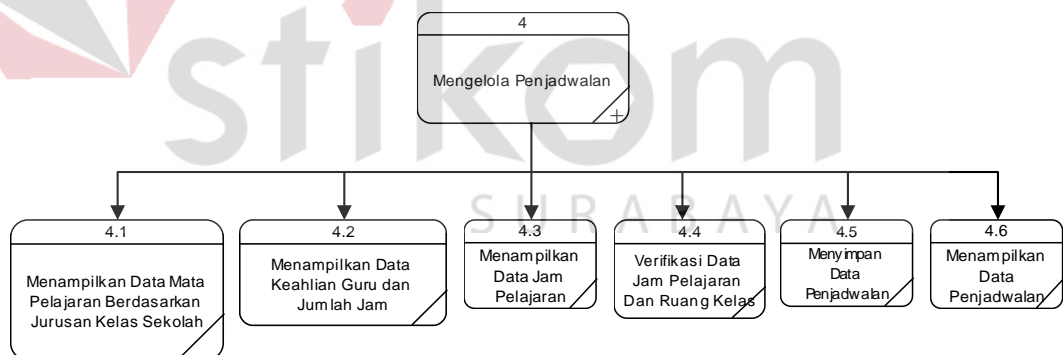 stikom
SURABAYA
4
Mengelola Penjadwalan
4.1
Menampilkan Data Mata
Pelajaran Berdasarkan
Jurusan Kelas Sekolah
4.2
Menampilkan Data
Keahlian Guru dan
Jumlah Jam
4.3
Menampilkan
Data Jam
Pelajaran
4.4
Verifikasi Data
Jam Pelajaran
Dan Ruang Kelas
4.5
Menyimpan
Data
Penjadwalan
4.6
Menampilkan
Data
Penjadwalan